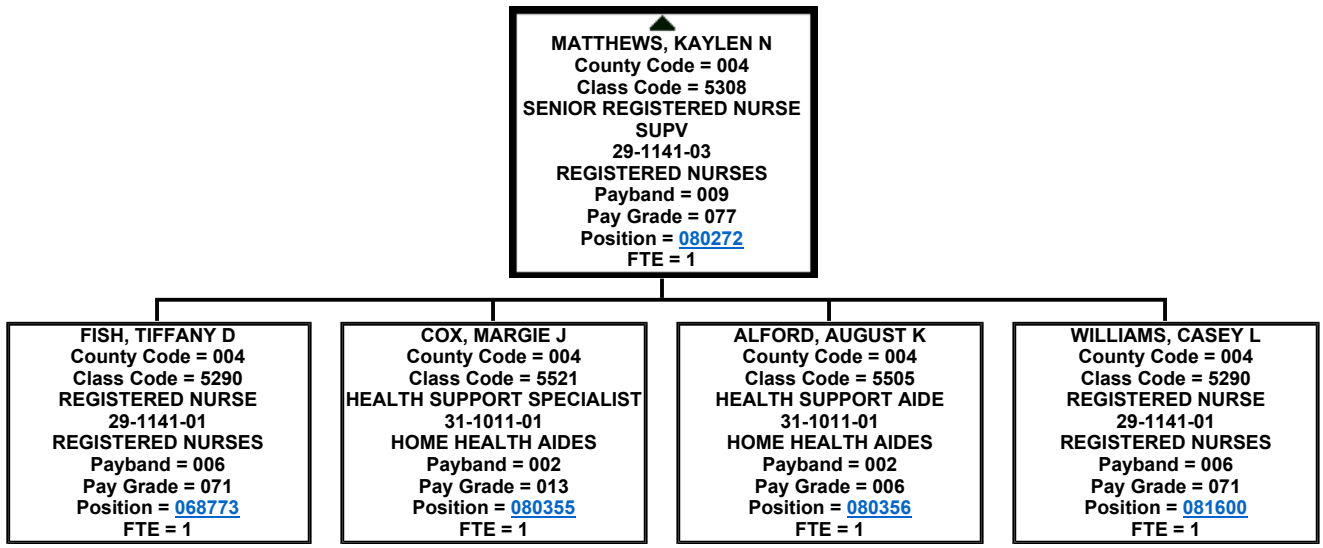 MATTHEWS, KAYLEN N
County Code = 004
Class Code = 5308
SENIOR REGISTERED NURSE
SUPV
29-1141-03
REGISTERED NURSES
Payband = 009
Pay Grade = 077
Position = 080272
FTE = 1
FISH, TIFFANY D
County Code = 004
Class Code = 5290
REGISTERED NURSE
29-1141-01
REGISTERED NURSES
Payband = 006
Pay Grade = 071
Position = 068773
FTE = 1
COX, MARGIE J
County Code = 004
Class Code = 5521
HEALTH SUPPORT SPECIALIST
31-1011-01
HOME HEALTH AIDES
Payband = 002
Pay Grade = 013
Position = 080355
FTE = 1
ALFORD, AUGUST K
County Code = 004
Class Code = 5505
HEALTH SUPPORT AIDE
31-1011-01
HOME HEALTH AIDES
Payband = 002
Pay Grade = 006
Position = 080356
FTE = 1
WILLIAMS, CASEY L
County Code = 004
Class Code = 5290
REGISTERED NURSE
29-1141-01
REGISTERED NURSES
Payband = 006
Pay Grade = 071
Position = 081600
FTE = 1